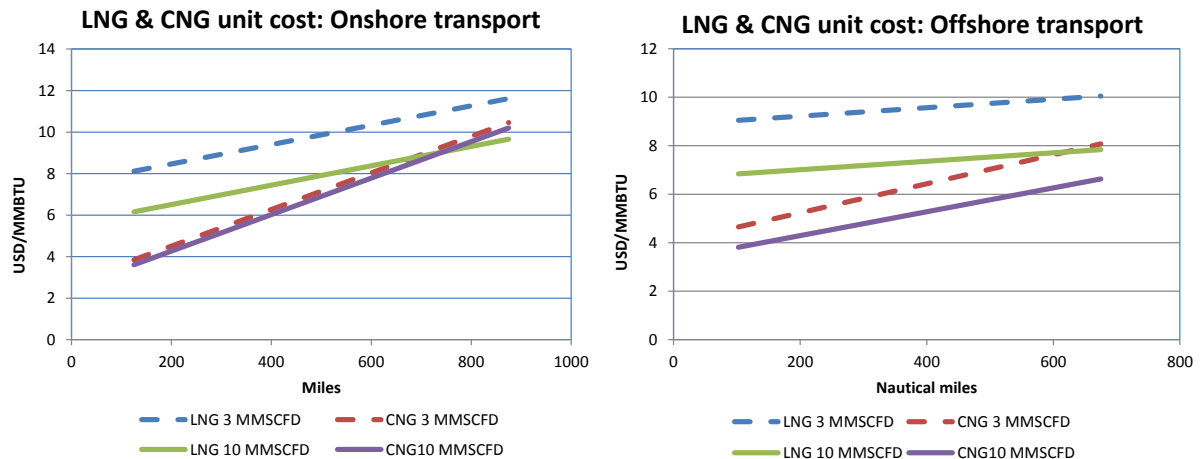 LNG & CNG unit cost: Onshore transport
USD/MMBTU
14
12
10
8
6
4
2
0
0 200 400 600 800 1000
Miles
LNG 3 MMSCFD CNG 3 MMSCFD
LNG 10 MMSCFD CNG10 MMSCFD
LNG & CNG unit cost: Offshore transport
USD/MMBTU
12
10
8
6
4
2
0
0 200 400 600 800
Nautical miles
LNG 3 MMSCFD CNG 3 MMSCFD
LNG 10 MMSCFD CNG10 MMSCFD